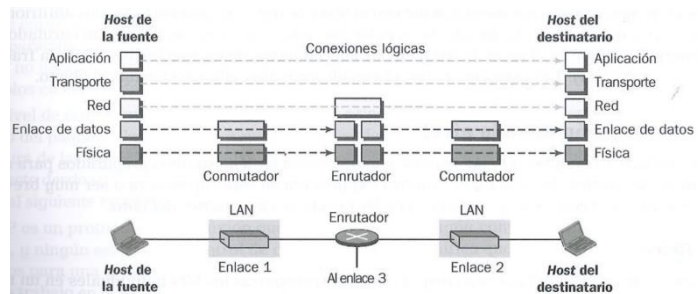 Host de
la fuente
Host del
destinatario
Conexiones lógicas
Aplicación
Aplicación
Transporte
Transporte
Red
Red
Enlace de datos
Enlace de datos
Física
Física
Conmutador
Enrutador
Conmutador
LAN
Enrutador
LAN
Enlace 1
Enlace 2
Host de
la fuente
Al enlace 3
Host del
destinatario